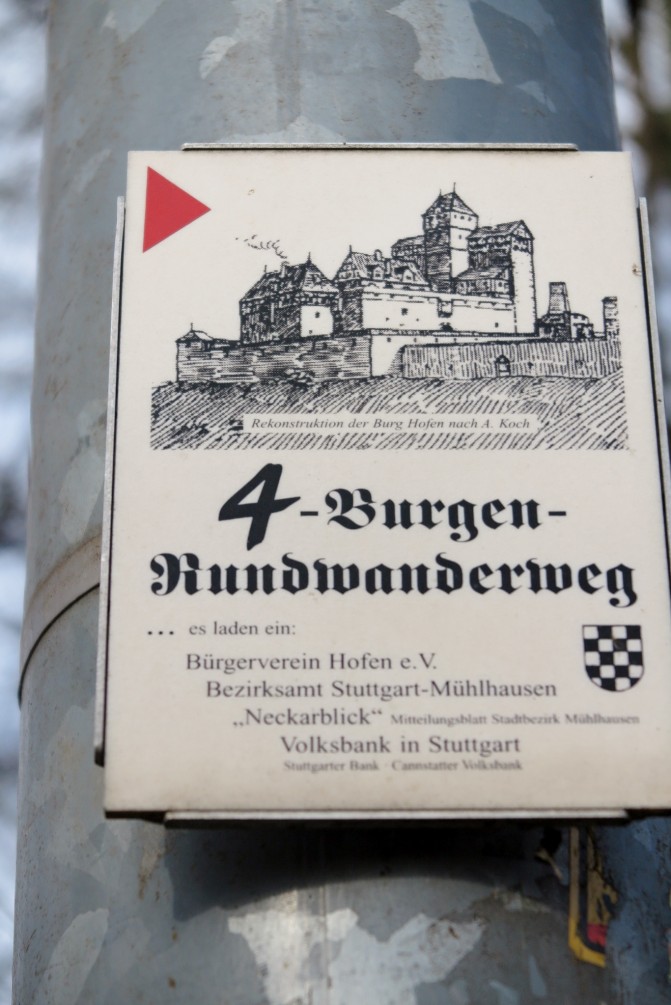 Rekonstruktion der Burg Hofen nach A. Koch
4-Burgen-
Rundwanderweg
... es laden ein:
Bürgerverein Hofen e.V.
Bezirksamt Stuttgart-Mühlhausen
„Neckarblick“ Mitteilungsblatt Stadtbezirk Mühlhausen
Volksbank in Stuttgart
Stuttgarter Bank · Cannstatter Volksbank